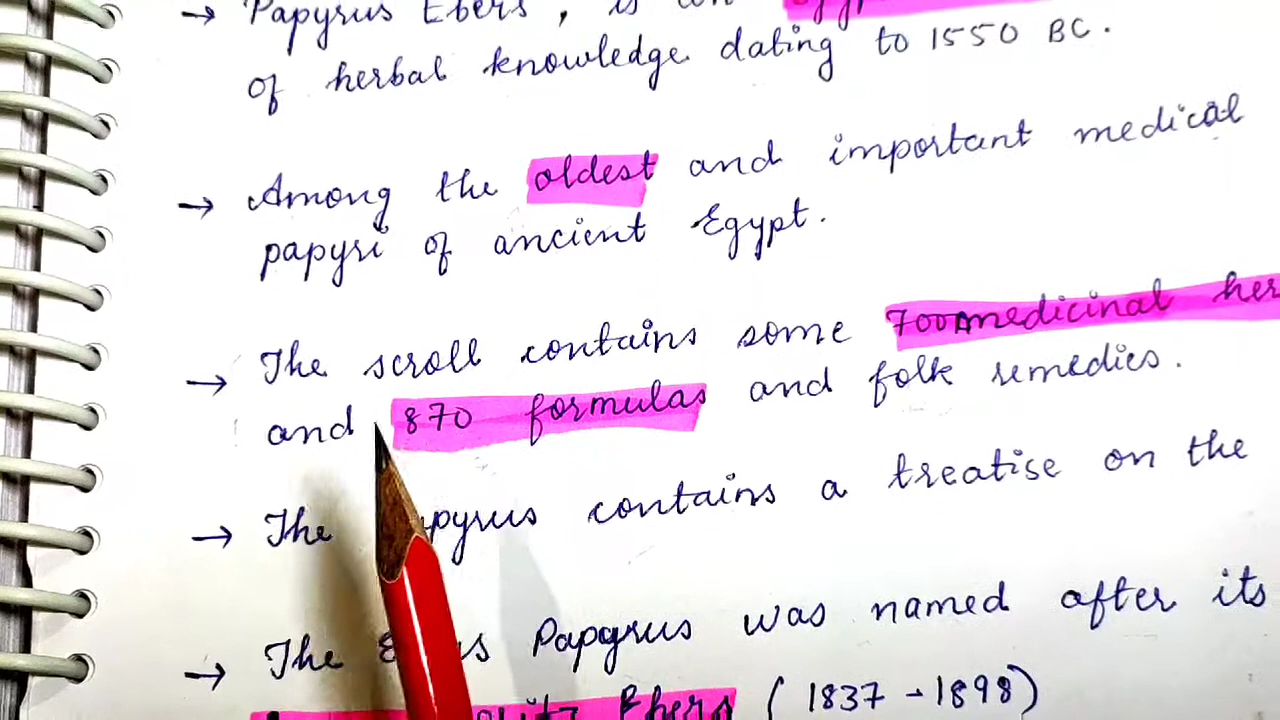 → Papyrus Ebers, is an
of herbal knowledge dating to 1550 BC.
→ Among the oldest and important medical
papyri of ancient Egypt.
→ The scroll contains some 700 medicinal her
and 870 formulas and folk remedies.
→ The pyrus contains a treatise on the
→ The E s Papyrus was named after its
Ebers (1837 - 1898)